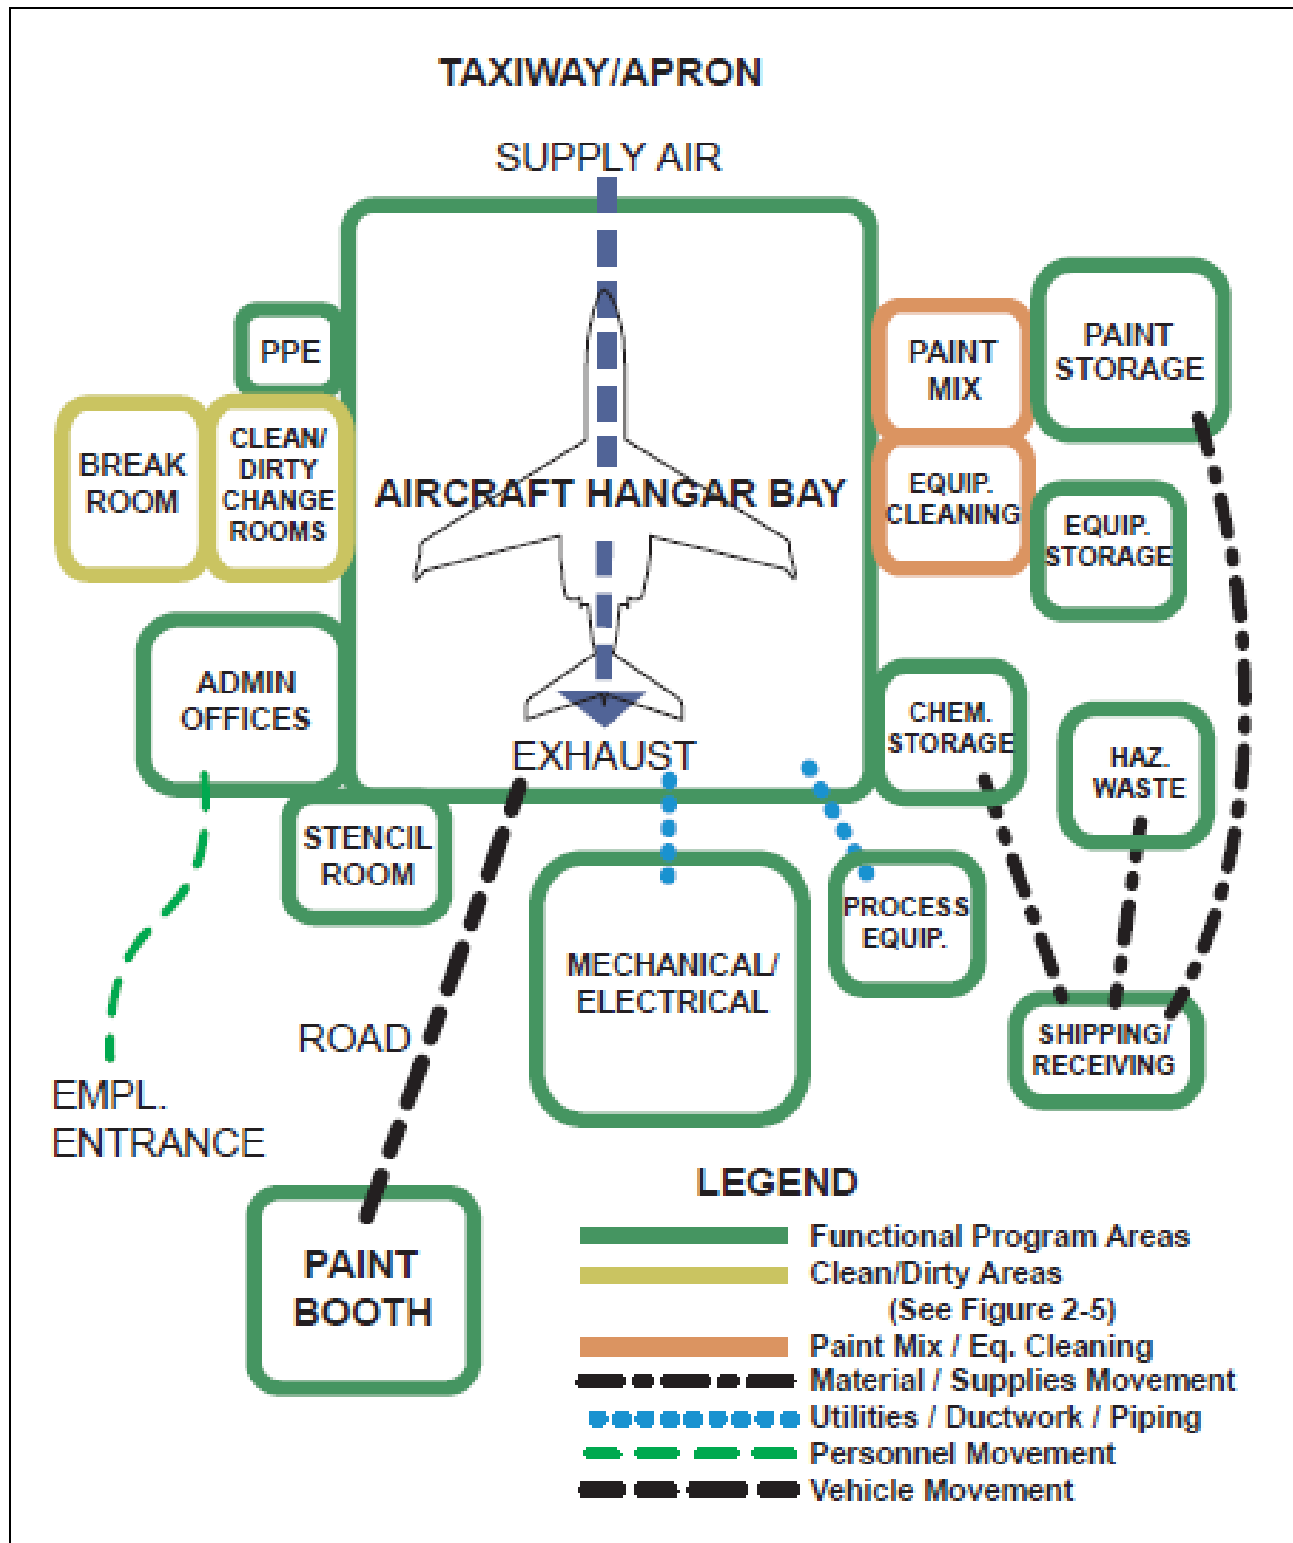 TAXIWAY/APRON
SUPPLY AIR
PPE
BREAK
ROOM
CLEAN/
DIRTY
CHANGE
ROOMS
AIRCRAFT HANGAR BAY
PAINT
MIX
PAINT
STORAGE
EQUIP.
CLEANING
EQUIP.
STORAGE
ADMIN
OFFICES
EXHAUST
CHEM.
STORAGE
HAZ.
WASTE
STENCIL
ROOM
MECHANICAL/
ELECTRICAL
PROCESS
EQUIP.
SHIPPING/
RECEIVING
ROAD
EMPL.
ENTRANCE
PAINT
BOOTH
LEGEND
Functional Program Areas
Clean/Dirty Areas
(See Figure 2-5)
Paint Mix / Eq. Cleaning
Material / Supplies Movement
Utilities / Ductwork / Piping
Personnel Movement
Vehicle Movement